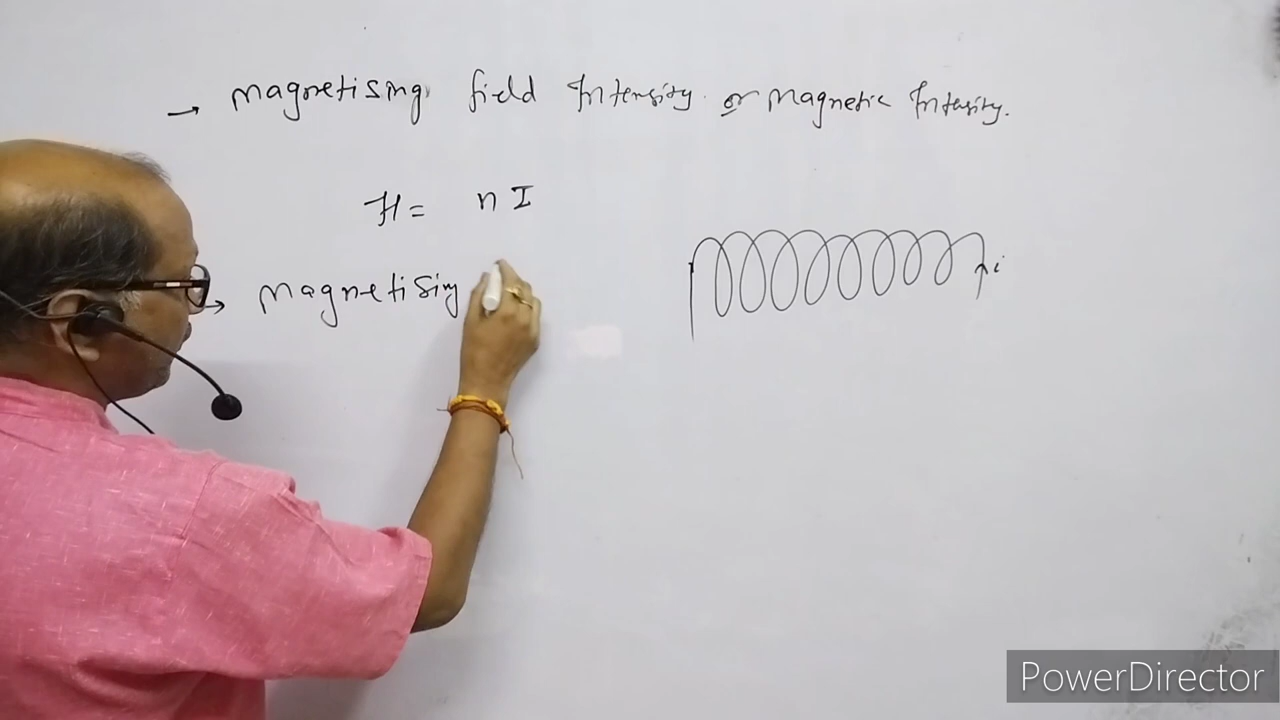 → Magnetising field Intensity or Magnetic Intensity.
H = n I
i
→ Magnetising
PowerDirector